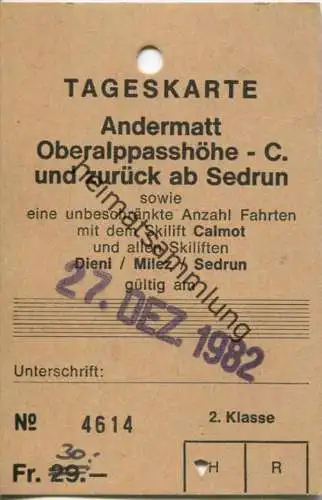 TAGESKARTE
Andermatt
Oberalppasshöhe - C.
und zurück ab Sedrun
sowie
eine unbeschränkte Anzahl Fahrten
mit dem Skilift Calmot
und allen Skiliften
Dieni / Milez / Sedrun
gültig am
27. DEZ. 1982
heimatsammlung
Unterschrift:
No 4614
2. Klasse
30.-
Fr. 29.—
H R